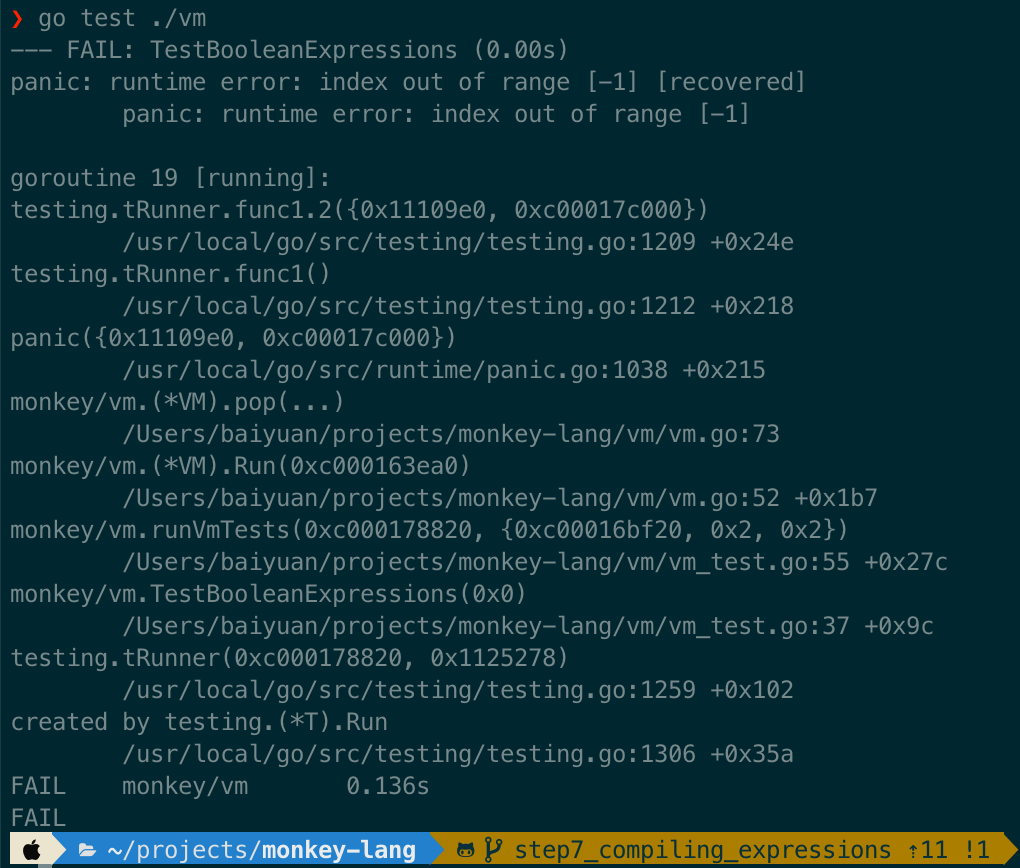 ❯ go test ./vm
--- FAIL: TestBooleanExpressions (0.00s)
panic: runtime error: index out of range [-1] [recovered]
        panic: runtime error: index out of range [-1]

goroutine 19 [running]:
testing.tRunner.func1.2({0x11109e0, 0xc00017c000})
        /usr/local/go/src/testing/testing.go:1209 +0x24e
testing.tRunner.func1()
        /usr/local/go/src/testing/testing.go:1212 +0x218
panic({0x11109e0, 0xc00017c000})
        /usr/local/go/src/runtime/panic.go:1038 +0x215
monkey/vm.(*VM).pop(...)
        /Users/baiyuan/projects/monkey-lang/vm/vm.go:73
monkey/vm.(*VM).Run(0xc000163ea0)
        /Users/baiyuan/projects/monkey-lang/vm/vm.go:52 +0x1b7
monkey/vm.runVmTests(0xc000178820, {0xc00016bf20, 0x2, 0x2})
        /Users/baiyuan/projects/monkey-lang/vm/vm_test.go:55 +0x27c
monkey/vm.TestBooleanExpressions(0x0)
        /Users/baiyuan/projects/monkey-lang/vm/vm_test.go:37 +0x9c
testing.tRunner(0xc000178820, 0x1125278)
        /usr/local/go/src/testing/testing.go:1259 +0x102
created by testing.(*T).Run
        /usr/local/go/src/testing/testing.go:1306 +0x35a
FAIL    monkey/vm       0.136s
FAIL
~/projects/monkey-lang step7_compiling_expressions ⇡11 !1